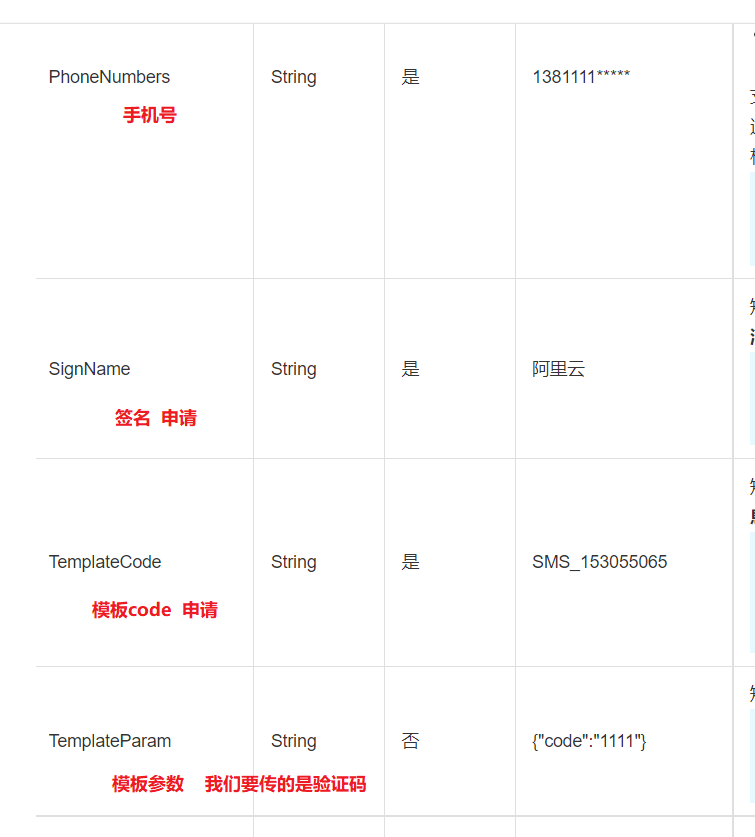 PhoneNumbers String 是 1381111*****
手机号
SignName String 是 阿里云
签名 申请
TemplateCode String 是 SMS_153055065
模板code 申请
TemplateParam String 否 {"code":"1111"}
模板参数 我们要传的是验证码